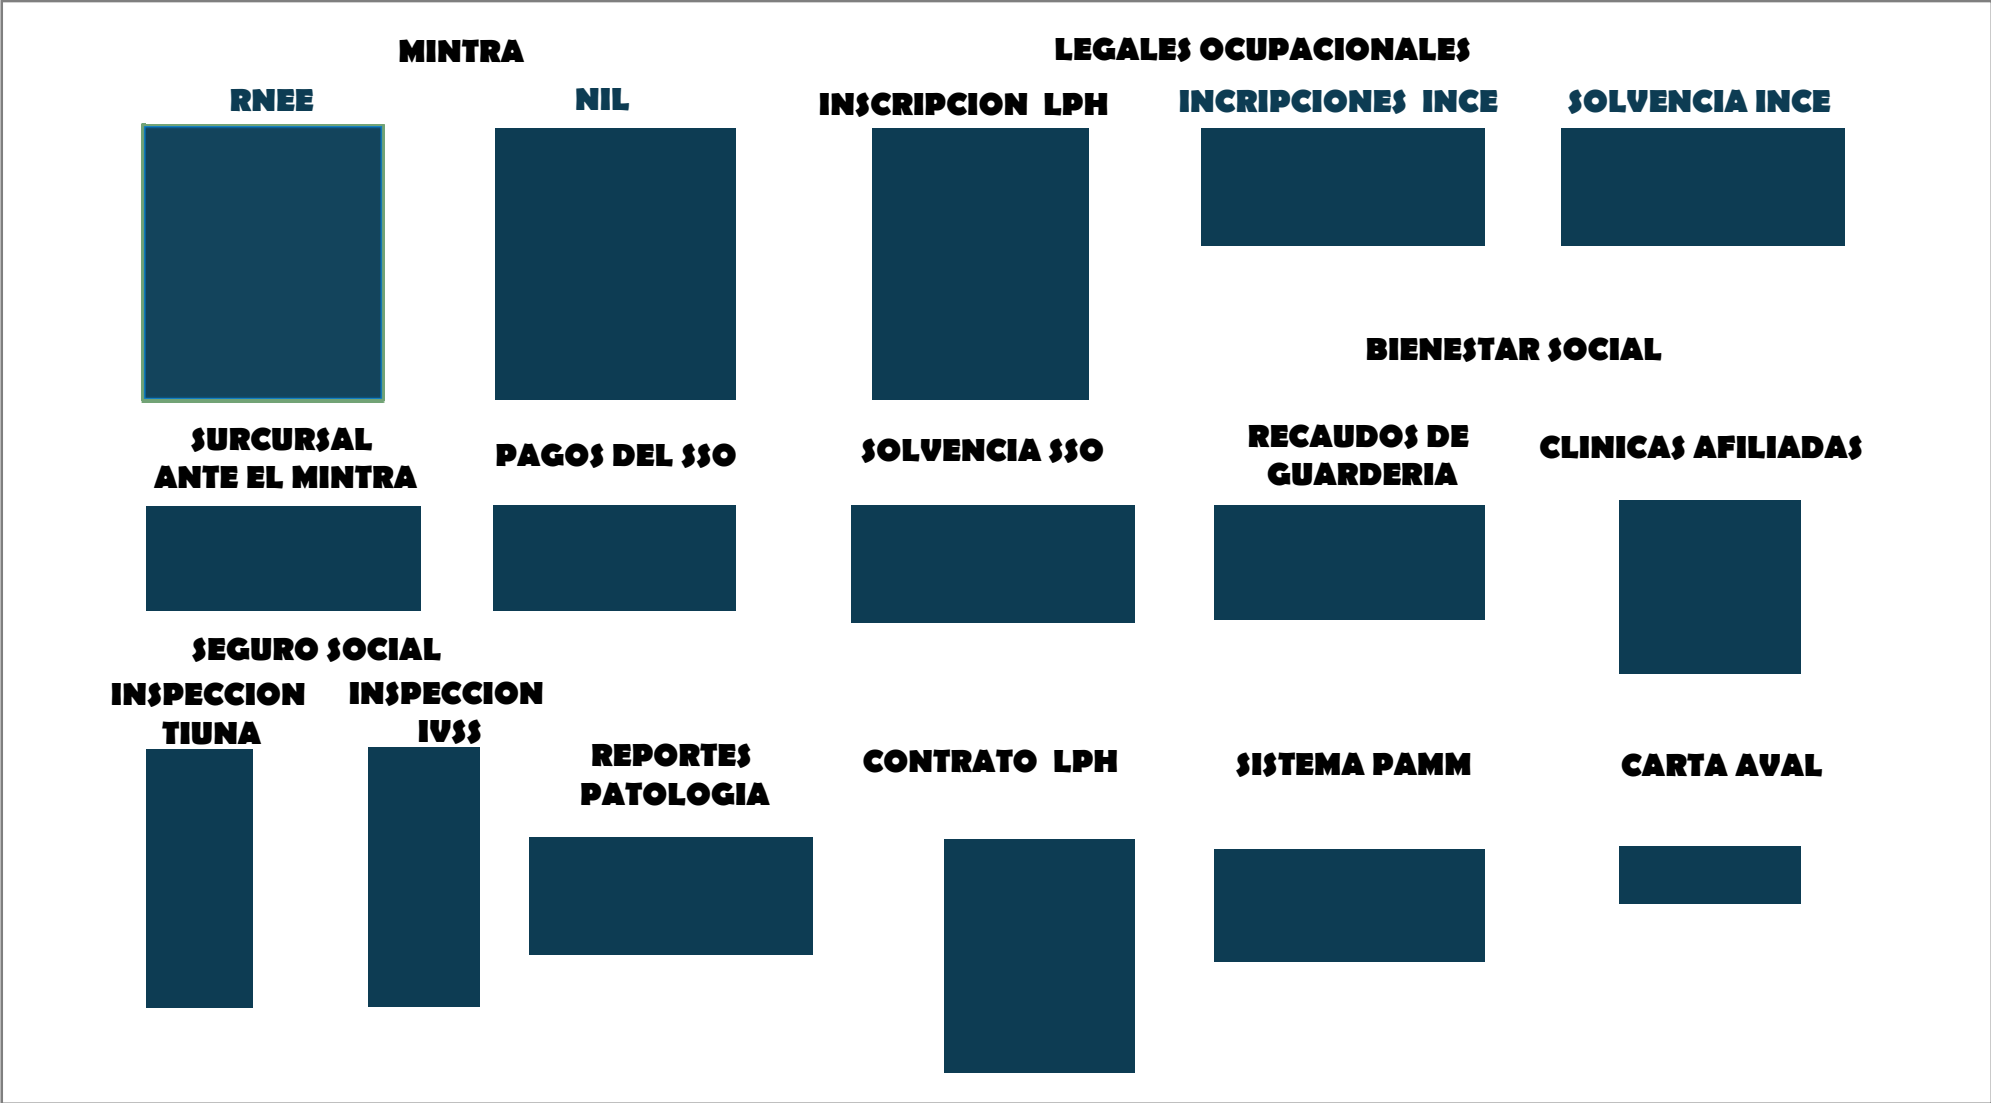 MINTRA
LEGALES OCUPACIONALES
RNEE
NIL
INSCRIPCION LPH
INCRIPCIONES INCE
SOLVENCIA INCE
BIENESTAR SOCIAL
SURCURSAL
ANTE EL MINTRA
PAGOS DEL SSO
SOLVENCIA SSO
RECAUDOS DE
GUARDERIA
CLINICAS AFILIADAS
SEGURO SOCIAL
INSPECCION
TIUNA
INSPECCION
IVSS
REPORTES
PATOLOGIA
CONTRATO LPH
SISTEMA PAMM
CARTA AVAL